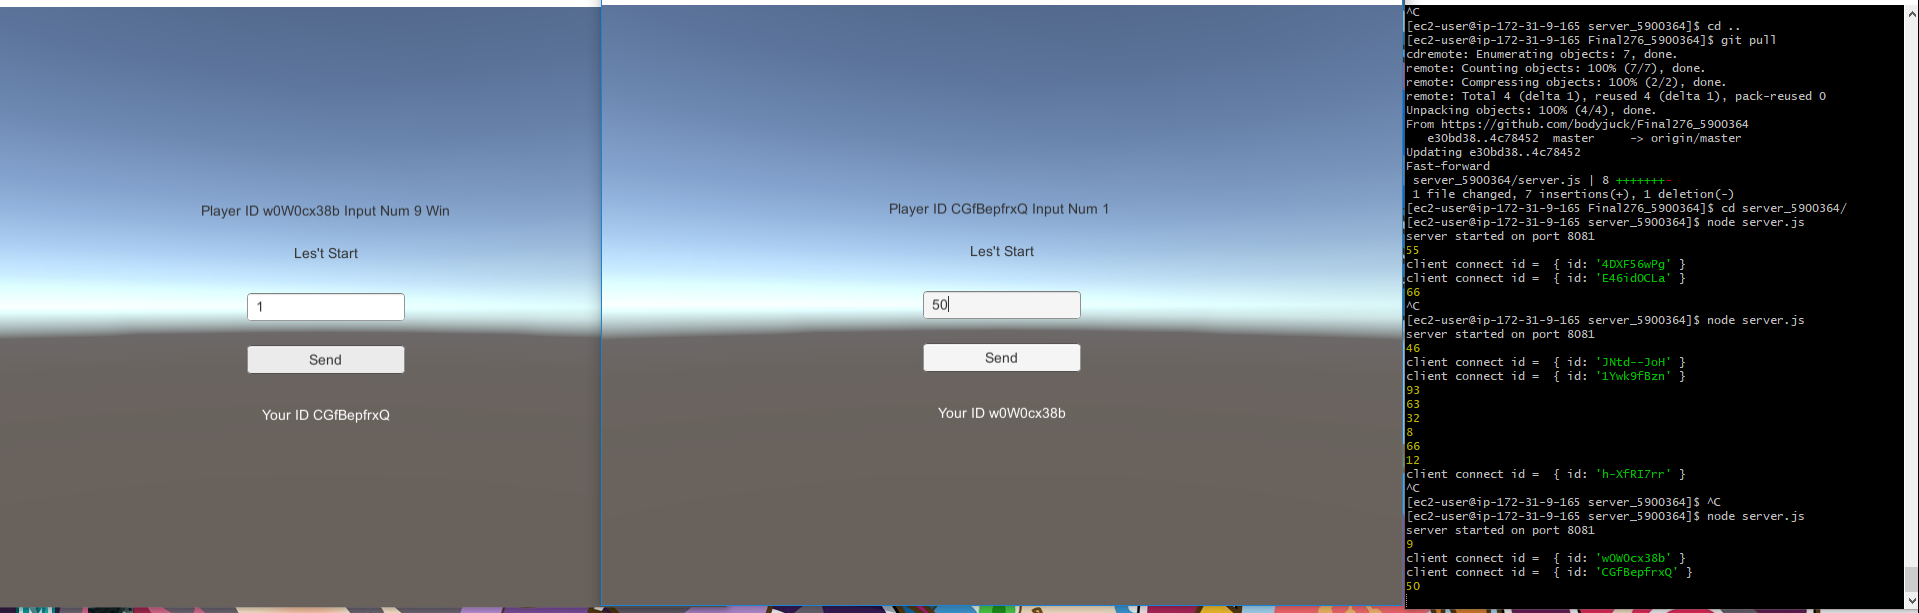 Player ID w0W0cx38b Input Num 9 Win
Les't Start
1
Send
Your ID CGfBepfrxQ
Player ID CGfBepfrxQ Input Num 1
Les't Start
50
Send
Your ID w0W0cx38b
^C
[ec2-user@ip-172-31-9-165 server_5900364]$ cd ..
[ec2-user@ip-172-31-9-165 Final276_5900364]$ git pull
cdremote: Enumerating objects: 7, done.
remote: Counting objects: 100% (7/7), done.
remote: Compressing objects: 100% (2/2), done.
remote: Total 4 (delta 1), reused 4 (delta 1), pack-reused 0
Unpacking objects: 100% (4/4), done.
From https://github.com/bodyjuck/Final276_5900364
   e30bd38..4c78452  master     -> origin/master
Updating e30bd38..4c78452
Fast-forward
 server_5900364/server.js | 8 +++++++-
 1 file changed, 7 insertions(+), 1 deletion(-)
[ec2-user@ip-172-31-9-165 Final276_5900364]$ cd server_5900364/
[ec2-user@ip-172-31-9-165 server_5900364]$ node server.js
server started on port 8081
55
client connect id =  { id: '4DXF56wPg' }
client connect id =  { id: 'E46idOCLa' }
66
^C
[ec2-user@ip-172-31-9-165 server_5900364]$ node server.js
server started on port 8081
46
client connect id =  { id: 'JNtd--JoH' }
client connect id =  { id: '1Ywk9fBzn' }
93
63
32
8
66
12
client connect id =  { id: 'h-XfRI7rr' }
^C
[ec2-user@ip-172-31-9-165 server_5900364]$ ^C
[ec2-user@ip-172-31-9-165 server_5900364]$ node server.js
server started on port 8081
9
client connect id =  { id: 'w0W0cx38b' }
client connect id =  { id: 'CGfBepfrxQ' }
50